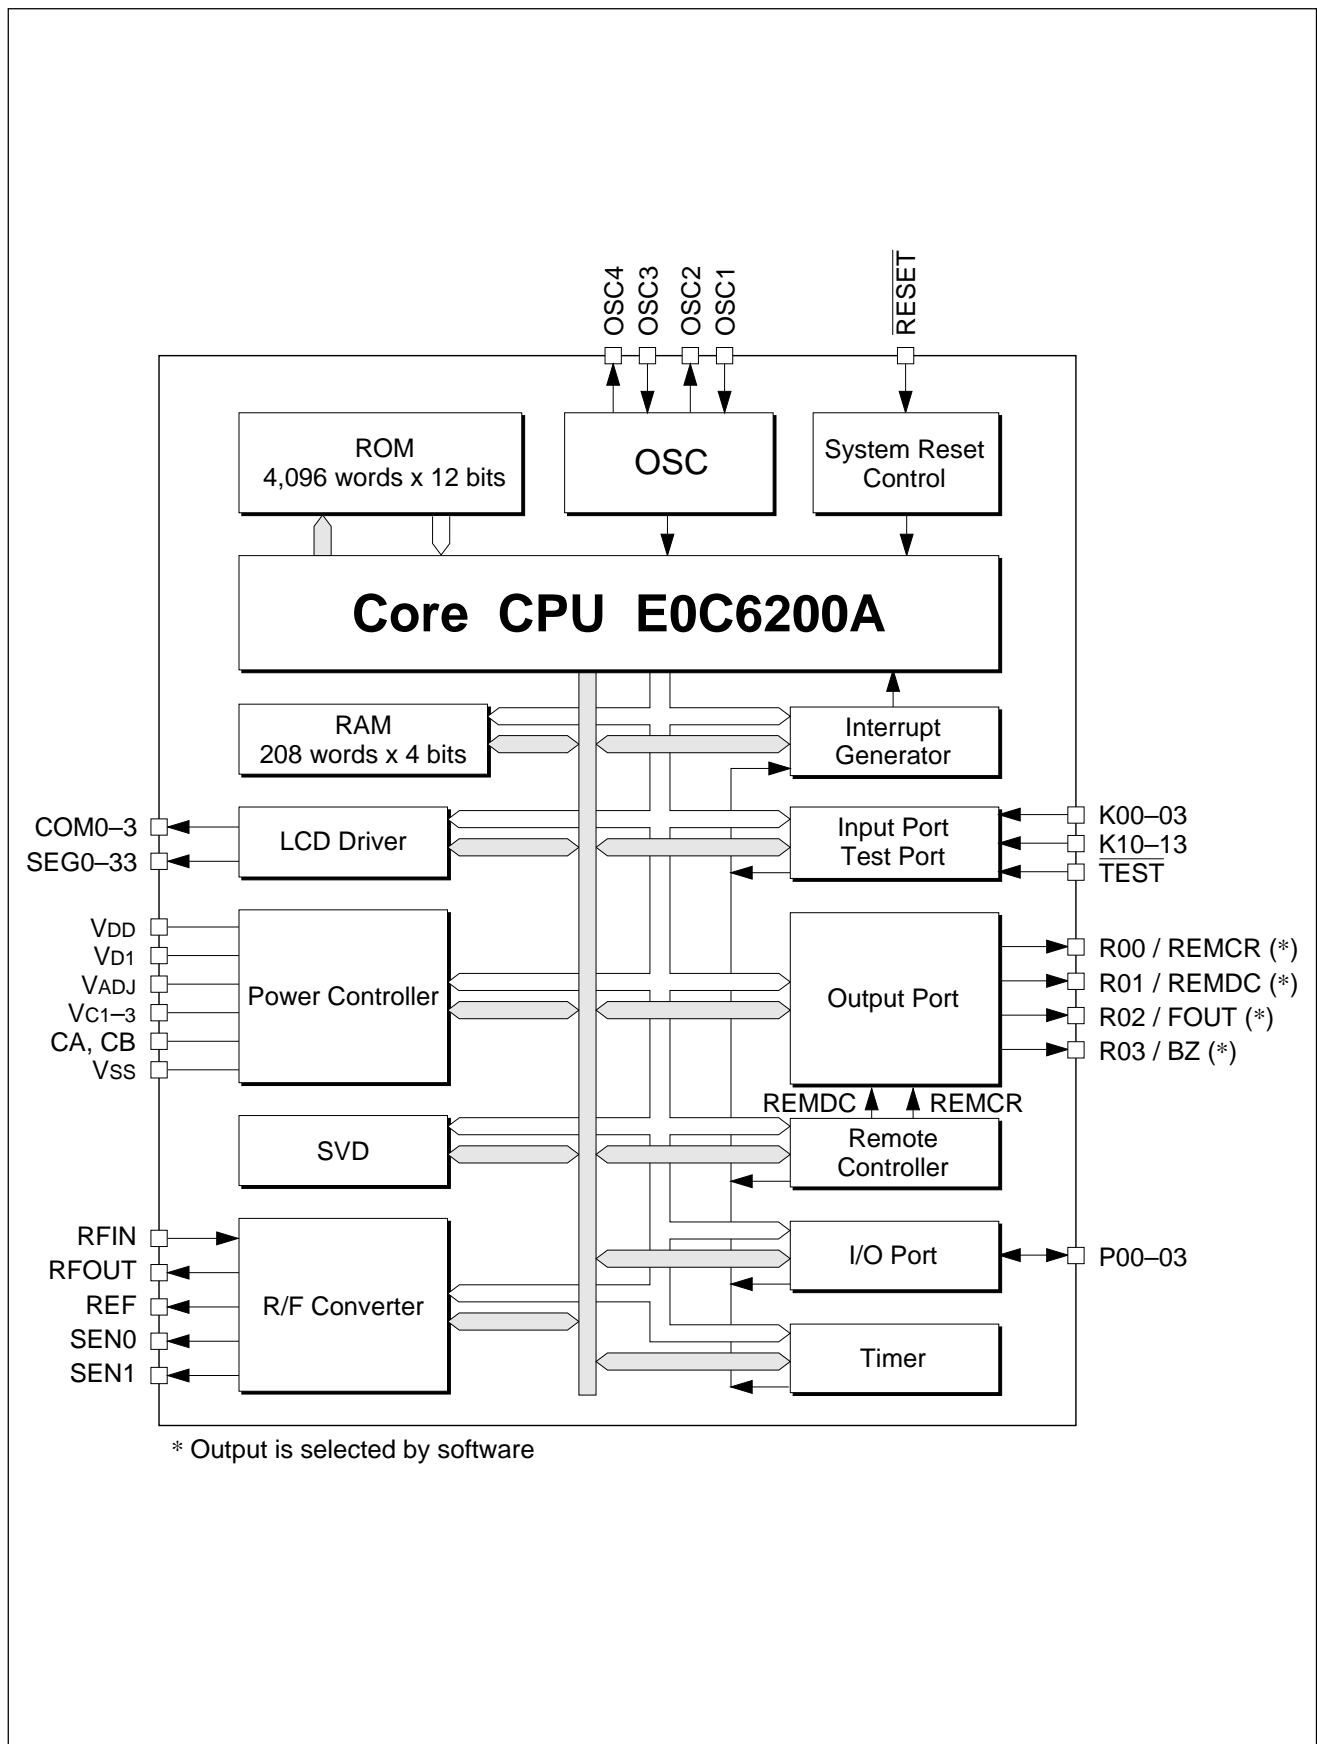 OSC4
OSC3
OSC2
OSC1
RESET
ROM
4,096 words x 12 bits
OSC
System Reset
Control
Core CPU E0C6200A
RAM
208 words x 4 bits
Interrupt
Generator
COM0–3
SEG0–33
LCD Driver
Input Port
Test Port
K00–03
K10–13
TEST
VDD
VD1
VADJ
VC1–3
CA, CB
VSS
Power Controller
Output Port
R00 / REMCR (*)
R01 / REMDC (*)
R02 / FOUT (*)
R03 / BZ (*)
REMDC
REMCR
SVD
Remote
Controller
RFIN
RFOUT
REF
SEN0
SEN1
R/F Converter
I/O Port
P00–03
Timer
* Output is selected by software